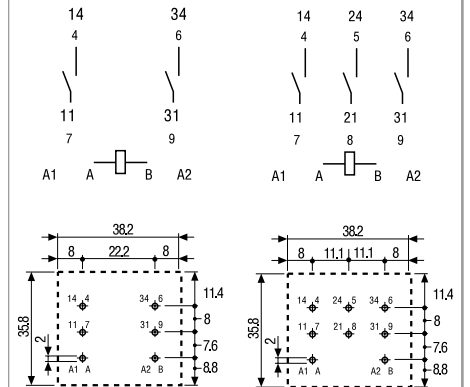 14 34 14 24 34
4 6 4 5 6
11 31 11 21 31
7 9 7 8 9
A1 A B A2 A1 A B A2
38.2 38.2
8 22.2 8 8 11.1 11.1 8
35.8 14 4 34 6 11.4 35.8 14 4 24 5 34 6 11.4
8 8
11 7 31 9 11 7 21 8 31 9
2 7.6 2 7.6
A1 A A2 B 8.8 A1 A A2 B 8.8